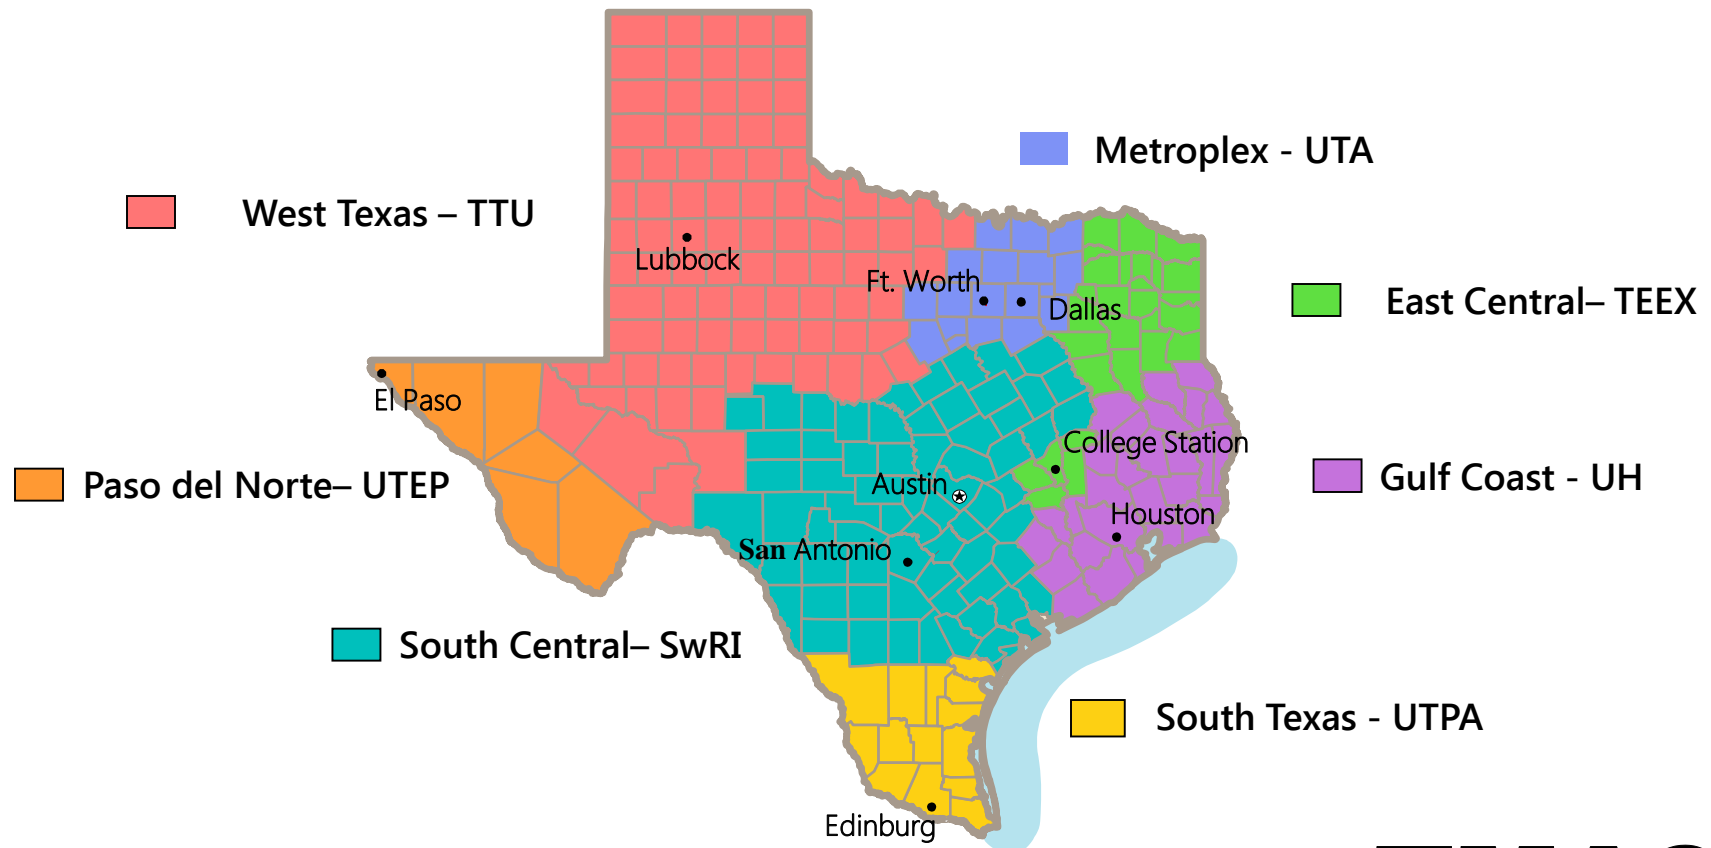 Metroplex - UTA
West Texas – TTU
Lubbock
Ft. Worth
Dallas
East Central– TEEX
El Paso
College Station
Paso del Norte– UTEP
Austin
Gulf Coast - UH
Houston
San Antonio
South Central– SwRI
South Texas - UTPA
Edinburg